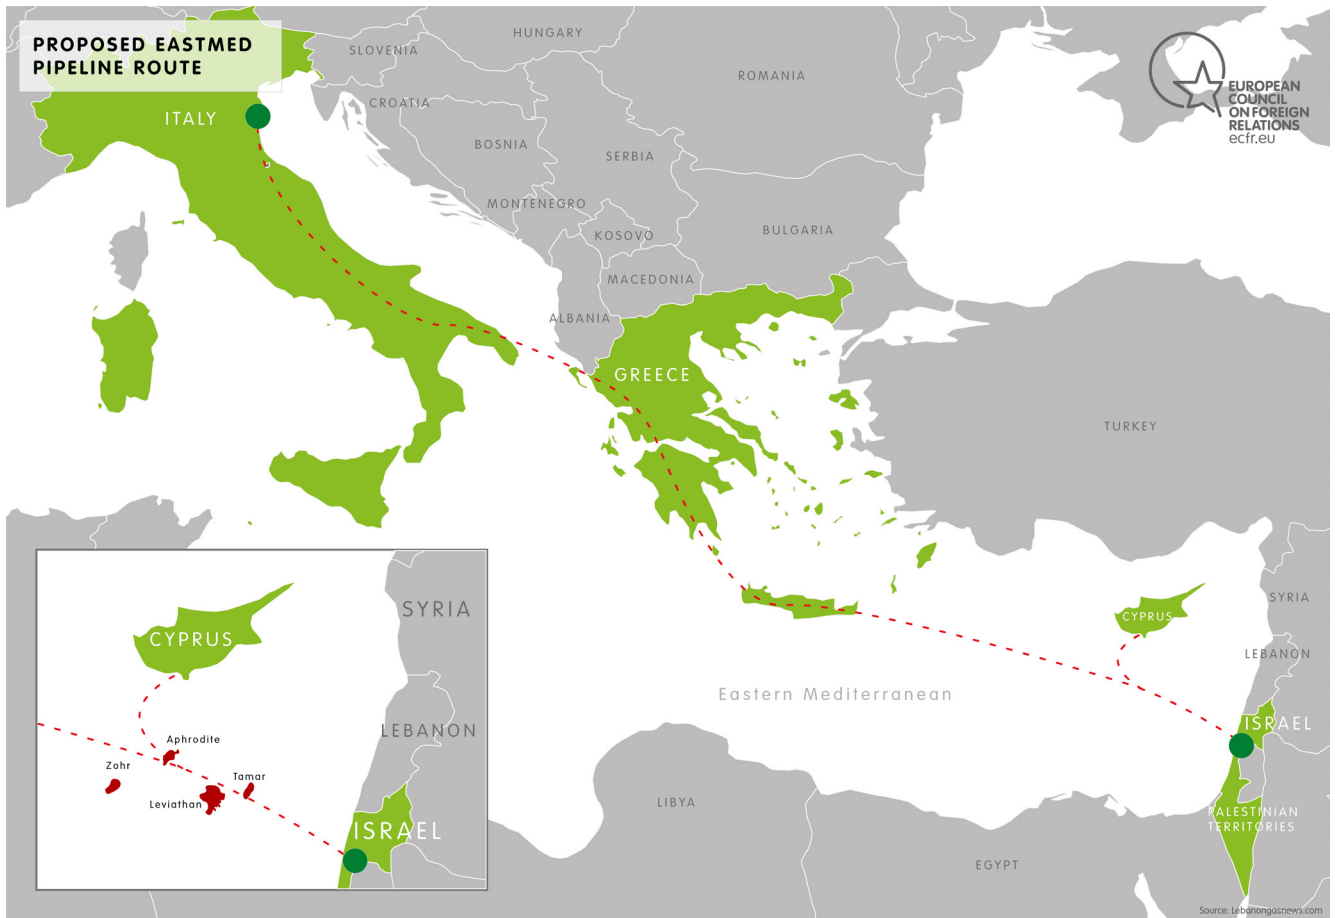 PROPOSED EASTMED
PIPELINE ROUTE
EUROPEAN
COUNCIL
ON FOREIGN
RELATIONS
ecfr.eu
HUNGARY
SLOVENIA
ROMANIA
CROATIA
ITALY
BOSNIA
SERBIA
MONTENEGRO
KOSOVO
BULGARIA
MACEDONIA
ALBANIA
GREECE
TURKEY
CYPRUS
SYRIA
LEBANON
Eastern Mediterranean
ISRAEL
LIBYA
PALESTINIAN
TERRITORIES
EGYPT
SYRIA
CYPRUS
LEBANON
Aphrodite
Zohr
Tamar
Leviathan
ISRAEL
Source: Lebanongasnews.com